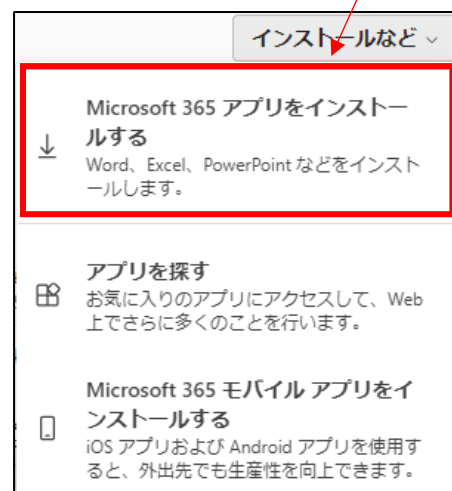 インストールなど
Microsoft 365 アプリをインストー
ルする
Word、Excel、PowerPoint などをインスト
ールします。
アプリを探す
お気に入りのアプリにアクセスして、Web
上でさらに多くのことを行います。
Microsoft 365 モバイル アプリをイ
ンストールする
iOS アプリおよび Android アプリを使用す
ると、外出先でも生産性を向上できます。